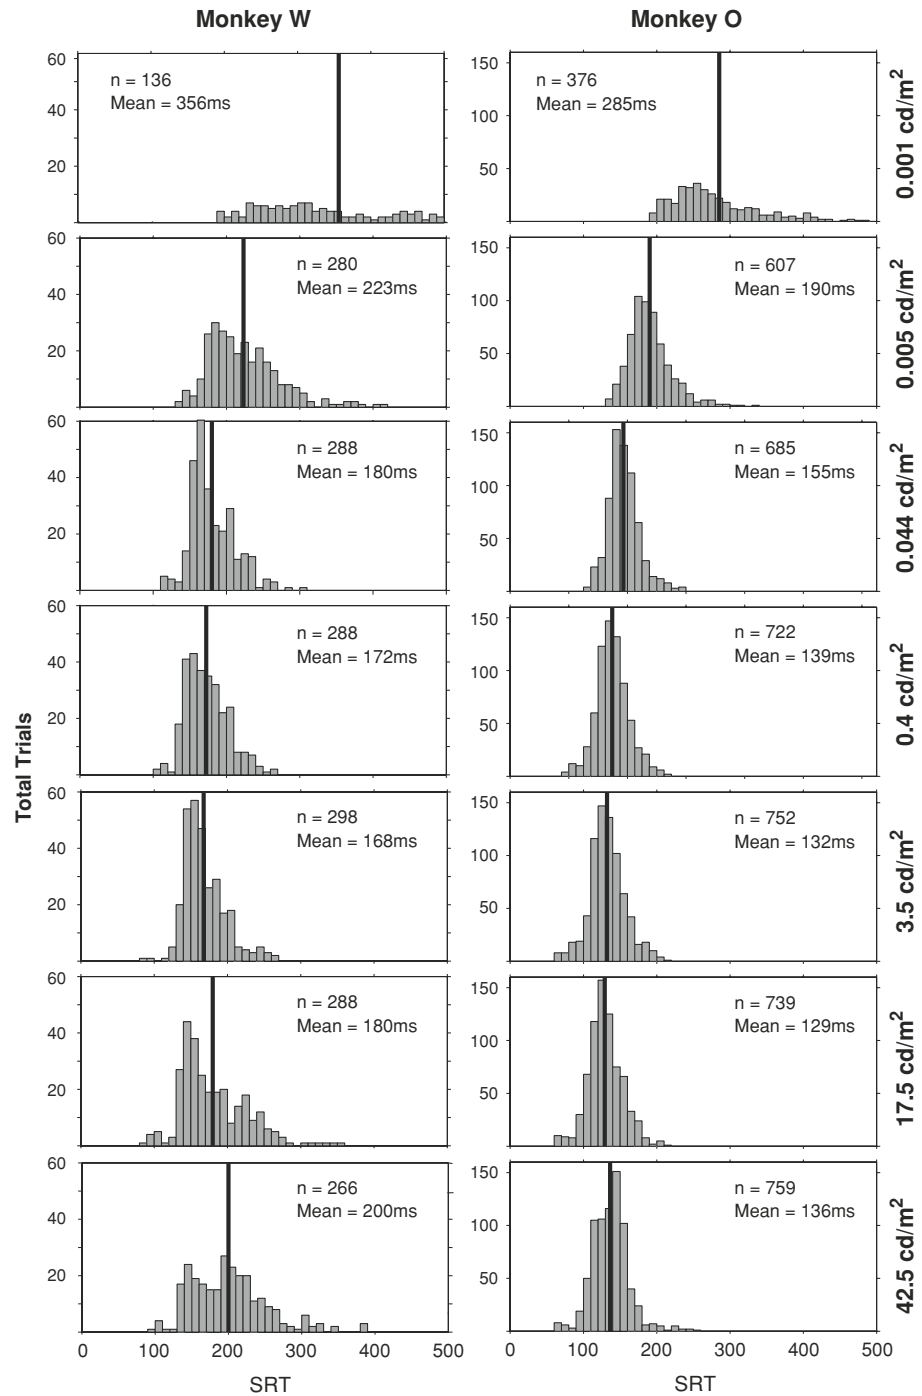 Monkey W
Monkey O
60
40
20
n = 136
Mean = 356ms
150
100
50
n = 376
Mean = 285ms
0.001 cd/m²
60
40
20
n = 280
Mean = 223ms
150
100
50
n = 607
Mean = 190ms
0.005 cd/m²
60
40
20
n = 288
Mean = 180ms
150
100
50
n = 685
Mean = 155ms
0.044 cd/m²
60
40
20
n = 288
Mean = 172ms
150
100
50
n = 722
Mean = 139ms
0.4 cd/m²
Total Trials
60
40
20
n = 298
Mean = 168ms
150
100
50
n = 752
Mean = 132ms
3.5 cd/m²
60
40
20
n = 288
Mean = 180ms
150
100
50
n = 739
Mean = 129ms
17.5 cd/m²
60
40
20
n = 266
Mean = 200ms
150
100
50
n = 759
Mean = 136ms
42.5 cd/m²
0 100 200 300 400 500
0 100 200 300 400 500
SRT
SRT